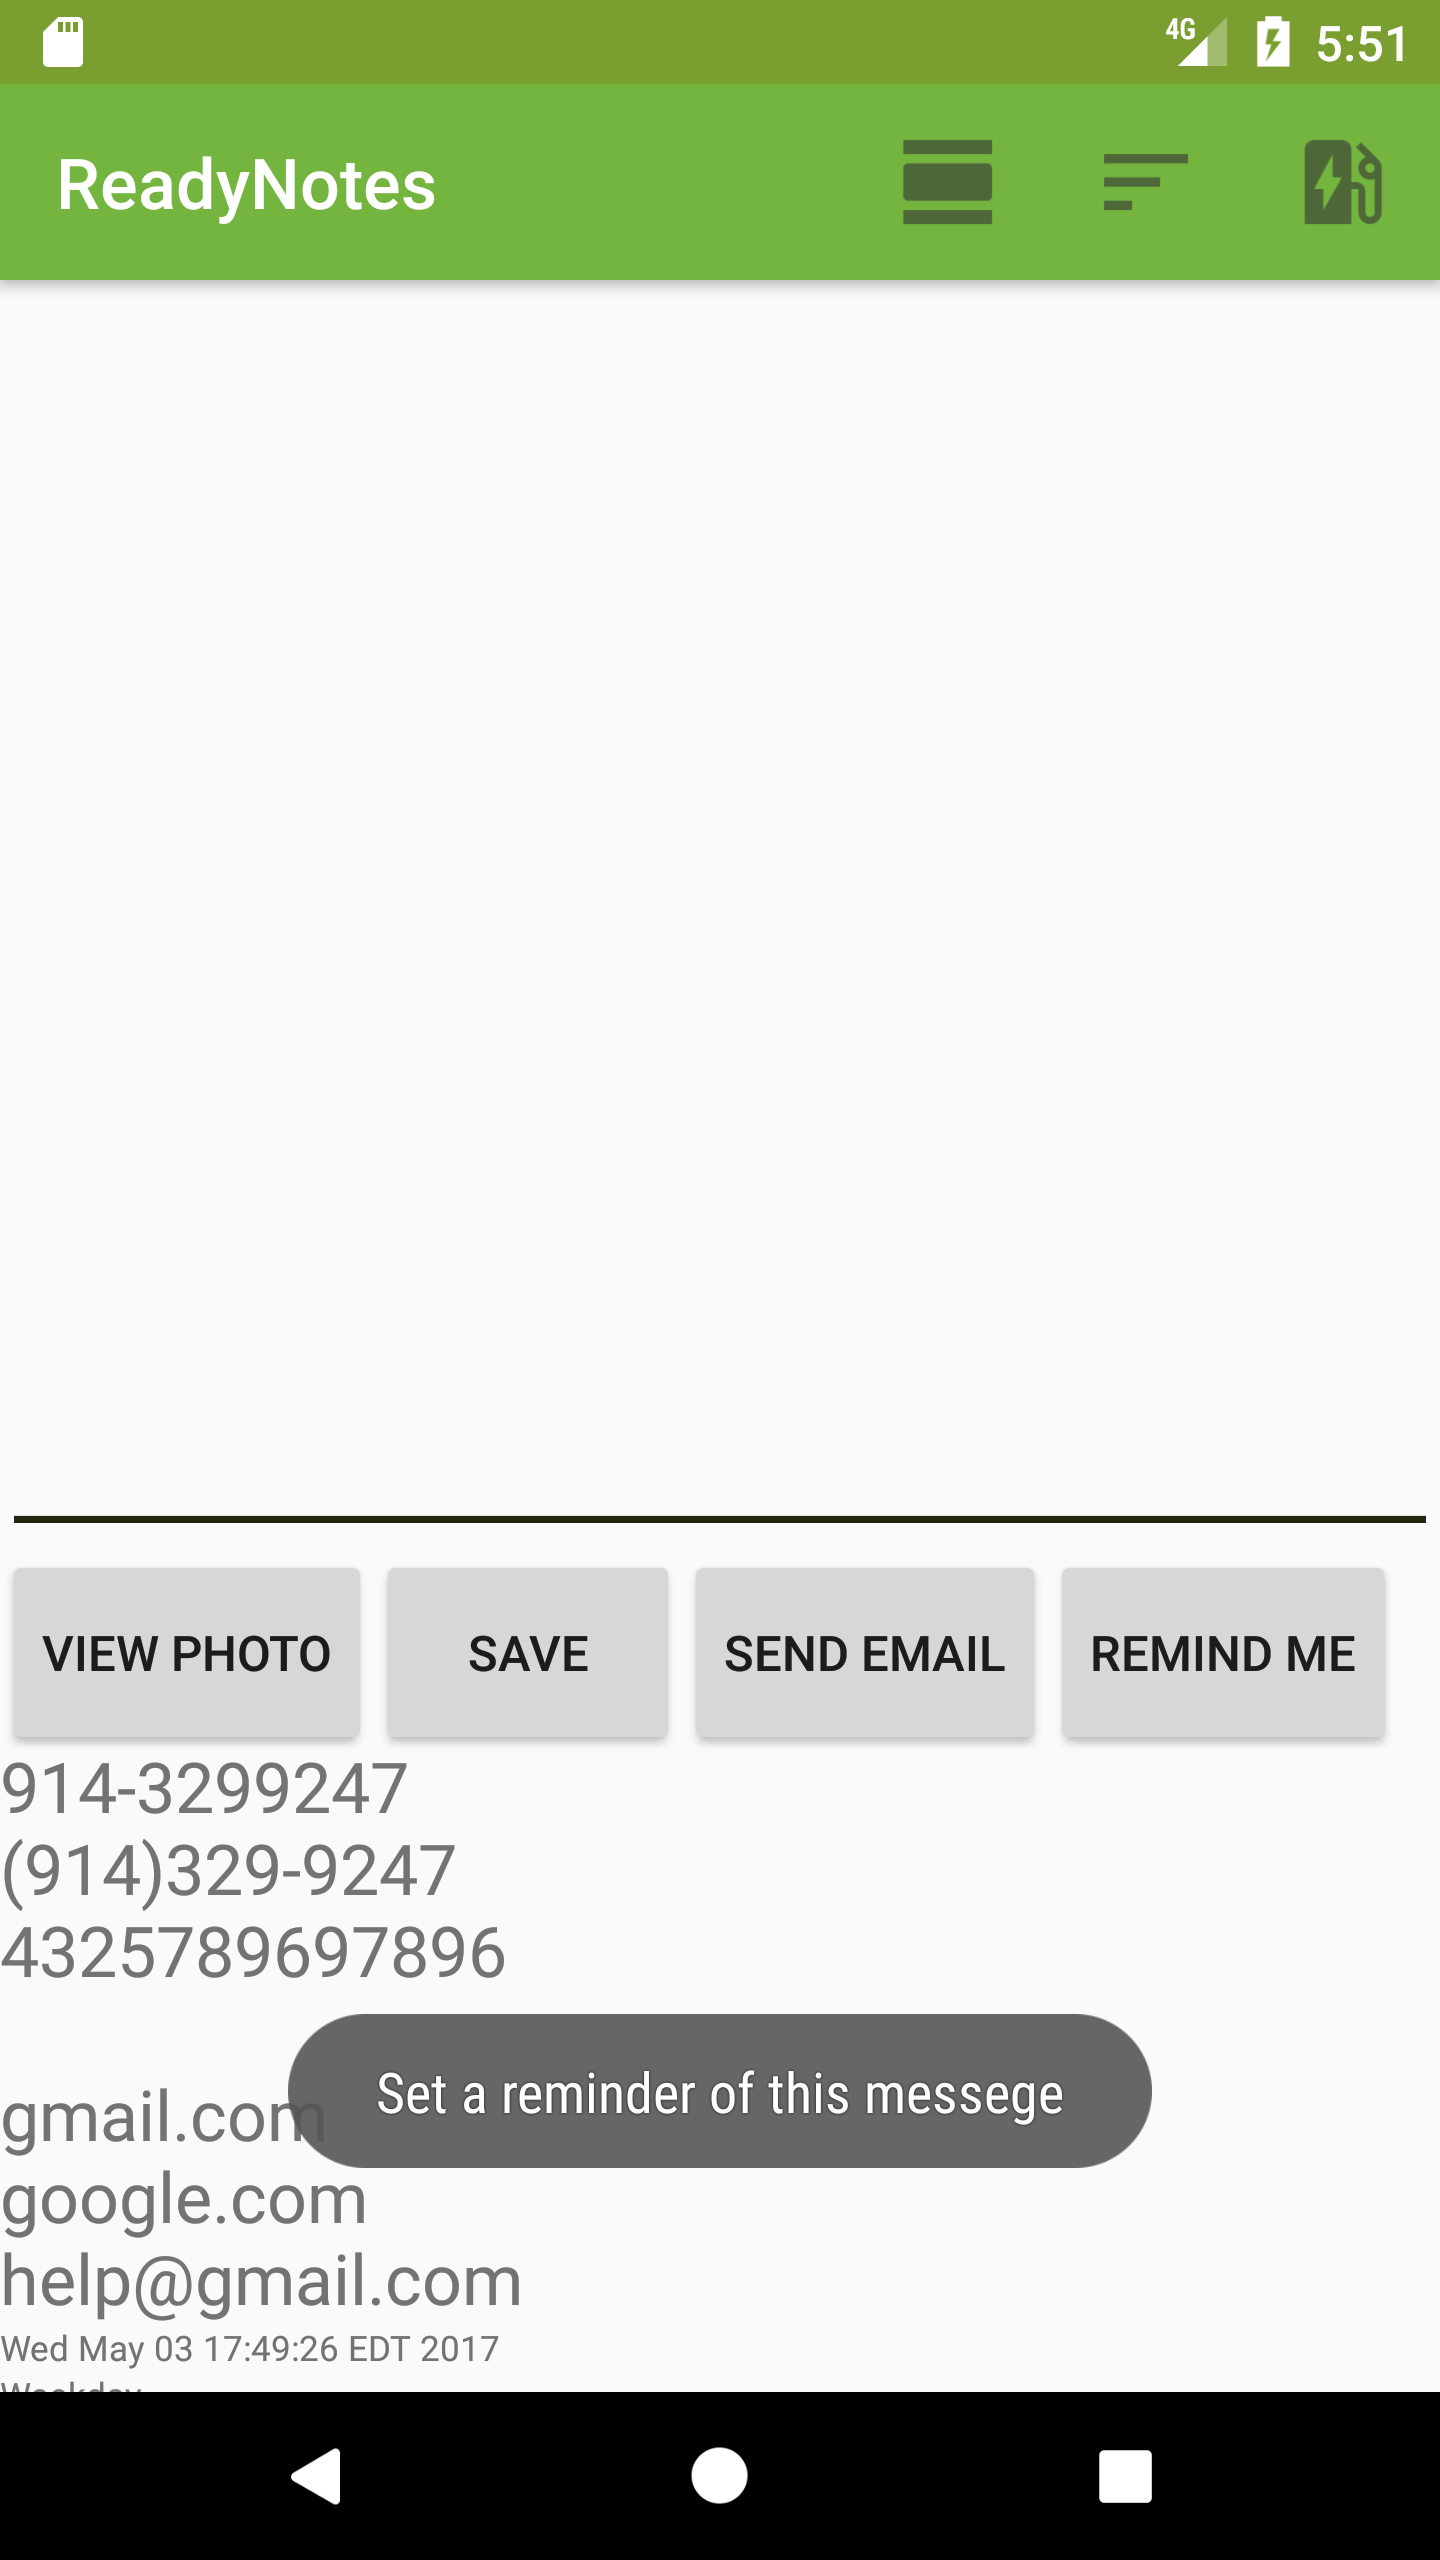 4G 5:51
ReadyNotes
VIEW PHOTO SAVE SEND EMAIL REMIND ME
914-3299247
(914)329-9247
4325789697896
Set a reminder of this messege
gmail.com
google.com
help@gmail.com
Wed May 03 17:49:26 EDT 2017
Weekday